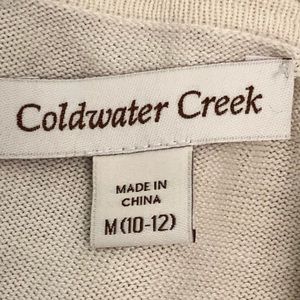 Coldwater Creek
MADE IN
CHINA
M (10-12)